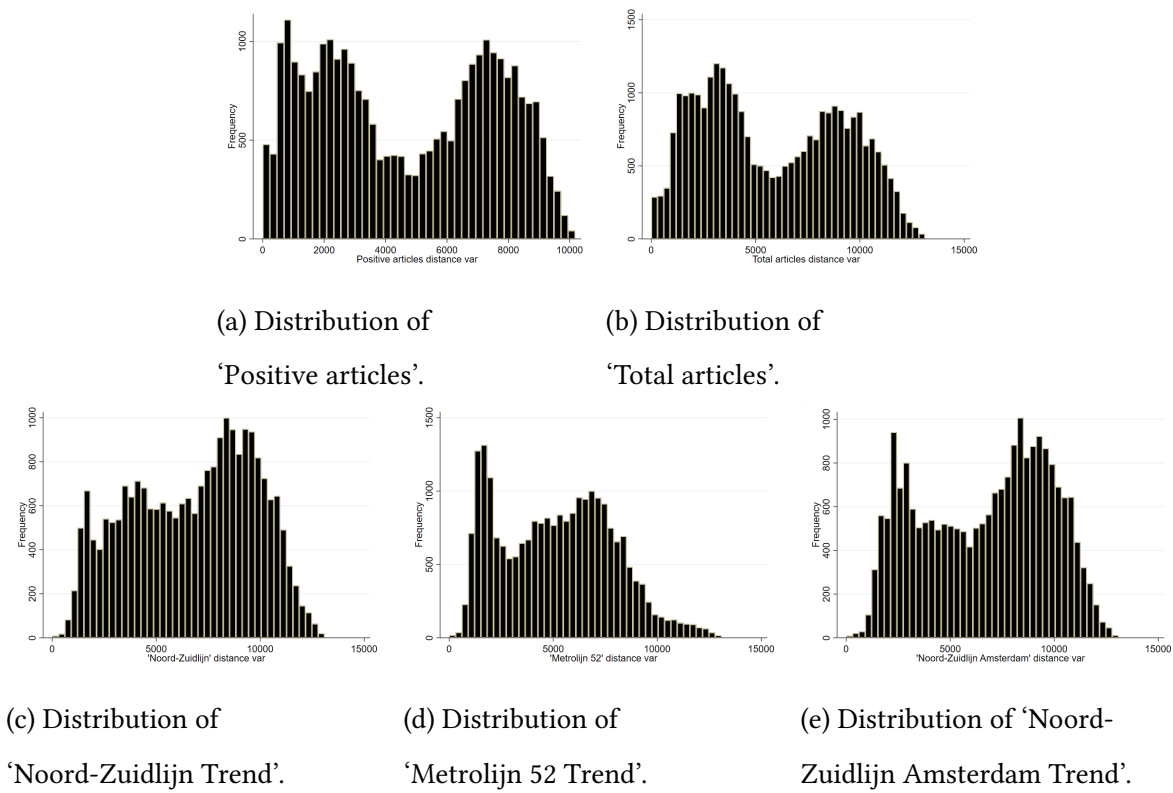 1000
500
0
Frequency
0 2000 4000 6000 8000 10000
Positive articles distance var
1500
1000
500
0
Frequency
0 5000 10000 15000
Total articles distance var
(a) Distribution of
‘Positive articles’.
(b) Distribution of
‘Total articles’.
1000
800
600
400
200
0
Frequency
0 5000 10000 15000
'Noord-Zuidlijn' distance var
1500
1000
500
0
Frequency
0 5000 10000 15000
'Metrolijn 52' distance var
1000
800
600
400
200
0
Frequency
0 5000 10000 15000
'Noord-Zuidlijn Amsterdam' distance var
(c) Distribution of
‘Noord-Zuidlijn Trend’.
(d) Distribution of
‘Metrolijn 52 Trend’.
(e) Distribution of ‘Noord-
Zuidlijn Amsterdam Trend’.